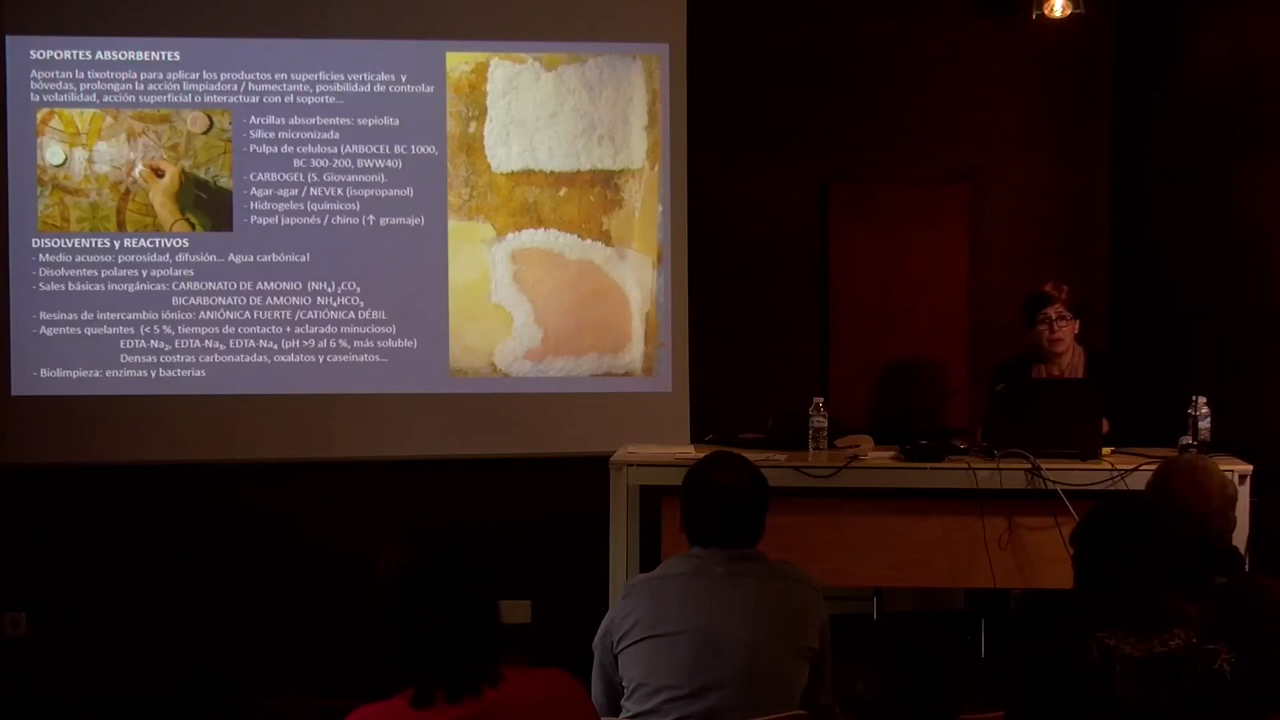 SOPORTES ABSORBENTES
Aportan la tixotropía para aplicar los productos en superficies verticales y
bóvedas, prolongan la acción limpiadora / humectante, posibilidad de controlar
la volatilidad, acción superficial o interactuar con el soporte...
- Arcillas absorbentes: sepiolita
- Sílice micronizada
- Pulpa de celulosa (ARBOCEL BC 1000,
BC 300-200, BWW40)
- CARBOGEL (S. Giovannoni).
- Agar-agar / NEVEK (isopropanol)
- Hidrogeles (químicos)
- Papel japonés / chino (↑ gramaje)
DISOLVENTES y REACTIVOS
- Medio acuoso: porosidad, difusión... Agua carbónica!
- Disolventes polares y apolares
- Sales básicas inorgánicas: CARBONATO DE AMONIO (NH₄)₂CO₃
BICARBONATO DE AMONIO NH₄HCO₃
- Resinas de intercambio iónico: ANIÓNICA FUERTE /CATIÓNICA DÉBIL
- Agentes quelantes (< 5 %, tiempos de contacto + aclarado minucioso)
EDTA-Na₂, EDTA-Na₃, EDTA-Na₄ (pH >9 al 6 %, más soluble)
Densas costras carbonatadas, oxalatos y caseinatos...
- Biolimpieza: enzimas y bacterias